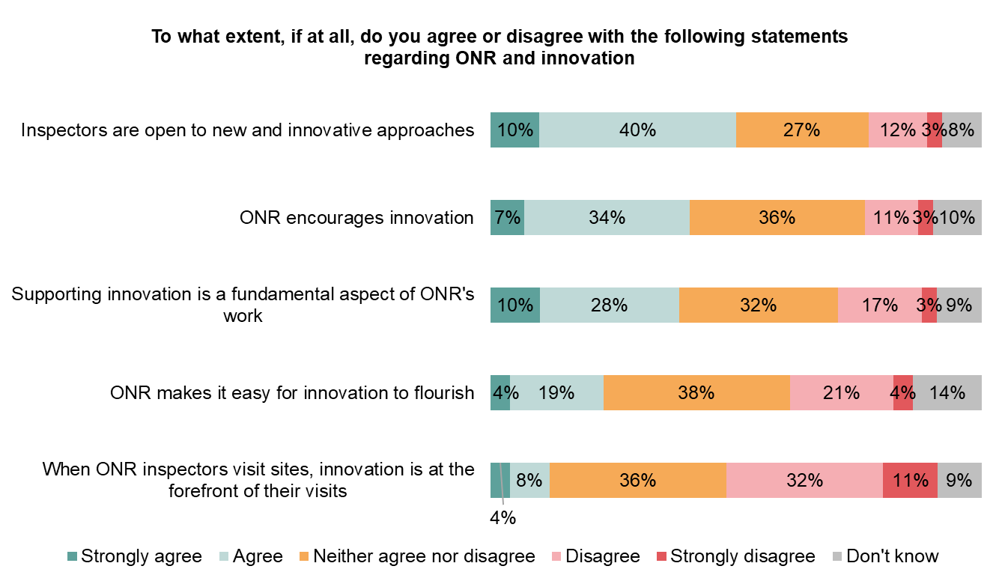 To what extent, if at all, do you agree or disagree with the following statements
regarding ONR and innovation
Inspectors are open to new and innovative approaches
10% 40% 27% 12% 3% 8%
ONR encourages innovation
7% 34% 36% 11% 3% 10%
Supporting innovation is a fundamental aspect of ONR's
work
10% 28% 32% 17% 3% 9%
ONR makes it easy for innovation to flourish
4% 19% 38% 21% 4% 14%
When ONR inspectors visit sites, innovation is at the
forefront of their visits
8% 36% 32% 11% 9%
4%
Strongly agree Agree Neither agree nor disagree Disagree Strongly disagree Don't know